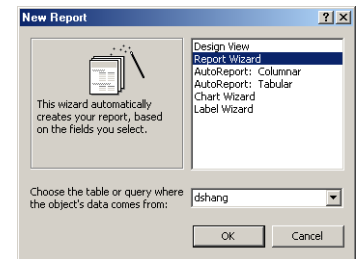 New Report
Design View
Report Wizard
AutoReport: Columnar
AutoReport: Tabular
Chart Wizard
Label Wizard
This wizard automatically
creates your report, based
on the fields you select.
Choose the table or query where
the object's data comes from:
dshang
OK
Cancel